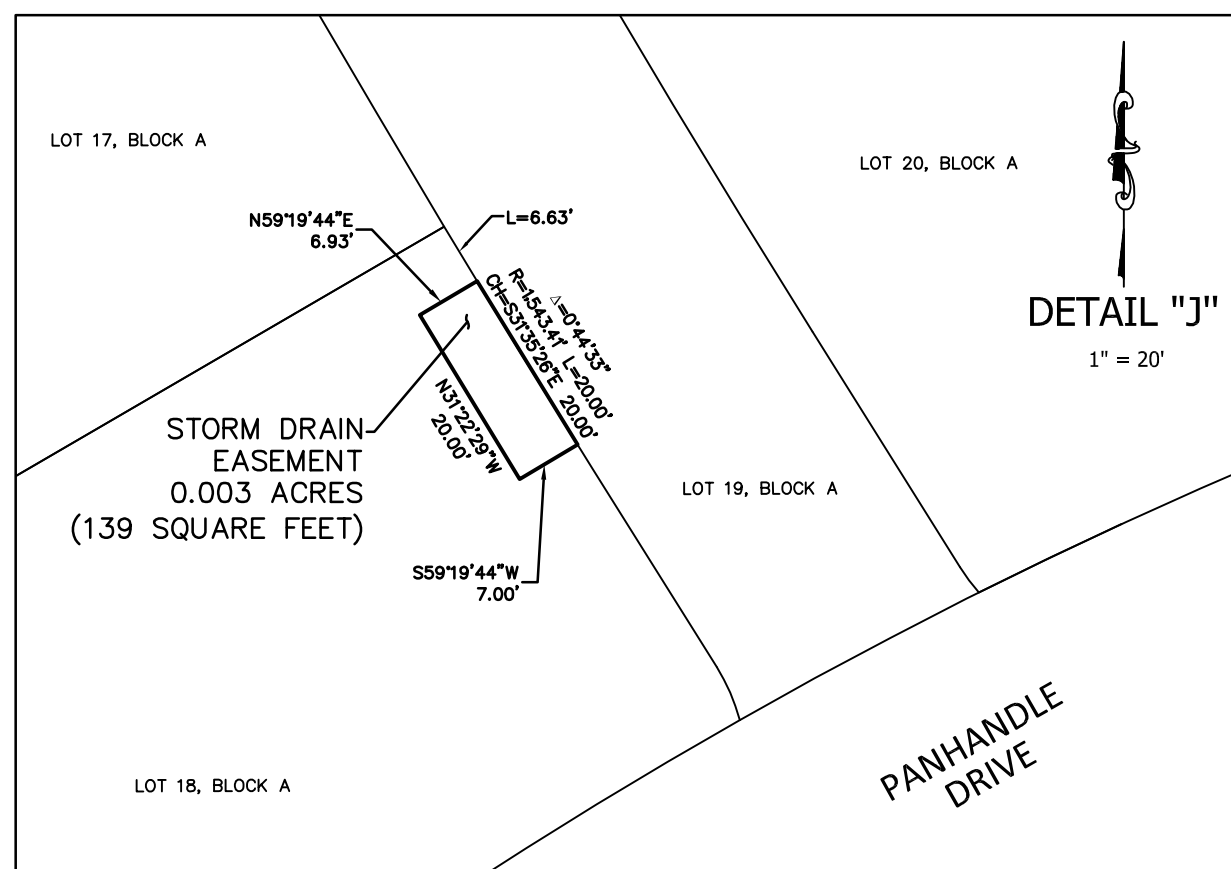 LOT 17, BLOCK A
LOT 20, BLOCK A
N59°19'44"E
6.93'
L=6.63'
Δ=0°44'33"
R=1,543.41' L=20.00'
CH=S31°35'26"E 20.00'
DETAIL "J"
1" = 20'
N31°22'29"W
20.00'
STORM DRAIN
EASEMENT
0.003 ACRES
(139 SQUARE FEET)
LOT 19, BLOCK A
S59°19'44"W
7.00'
PANHANDLE
DRIVE
LOT 18, BLOCK A